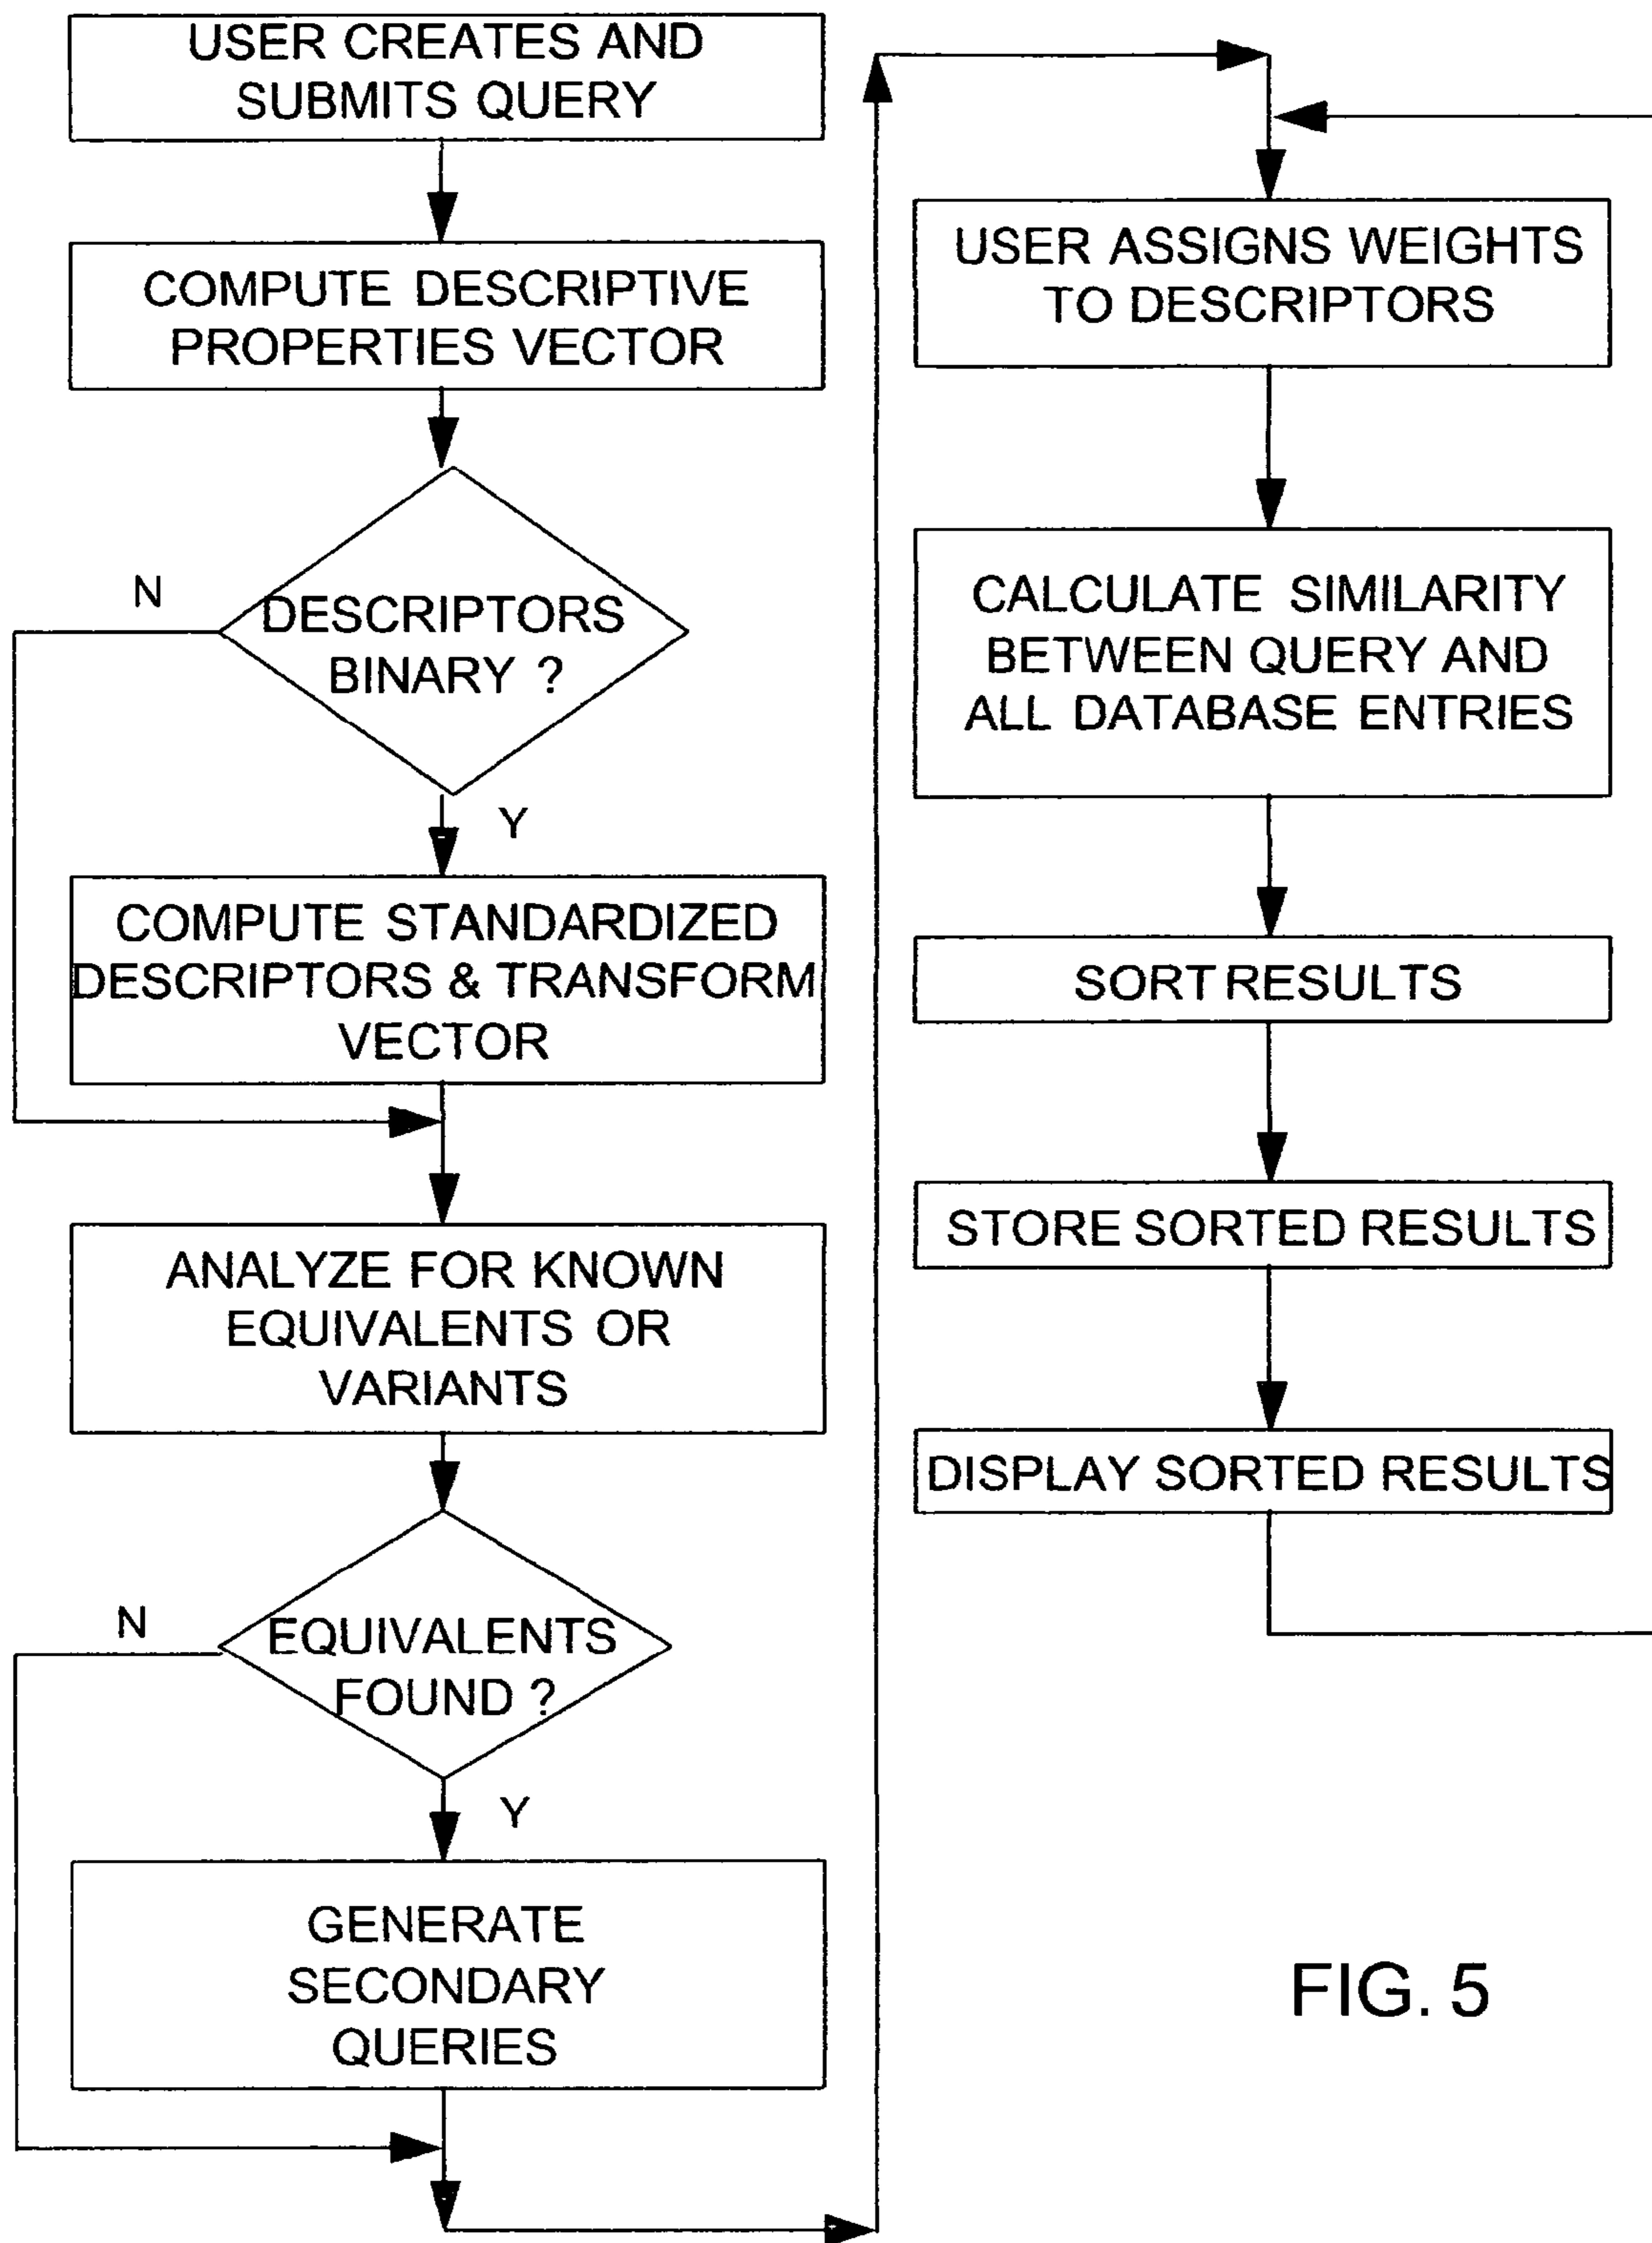 USER CREATES AND
SUBMITS QUERY
COMPUTE DESCRIPTIVE
PROPERTIES VECTOR
N
DESCRIPTORS
BINARY ?
Y
COMPUTE STANDARDIZED
DESCRIPTORS & TRANSFORM
VECTOR
ANALYZE FOR KNOWN
EQUIVALENTS OR
VARIANTS
N
EQUIVALENTS
FOUND ?
Y
GENERATE
SECONDARY
QUERIES
USER ASSIGNS WEIGHTS
TO DESCRIPTORS
CALCULATE SIMILARITY
BETWEEN QUERY AND
ALL DATABASE ENTRIES
SORT RESULTS
STORE SORTED RESULTS
DISPLAY SORTED RESULTS
FIG. 5